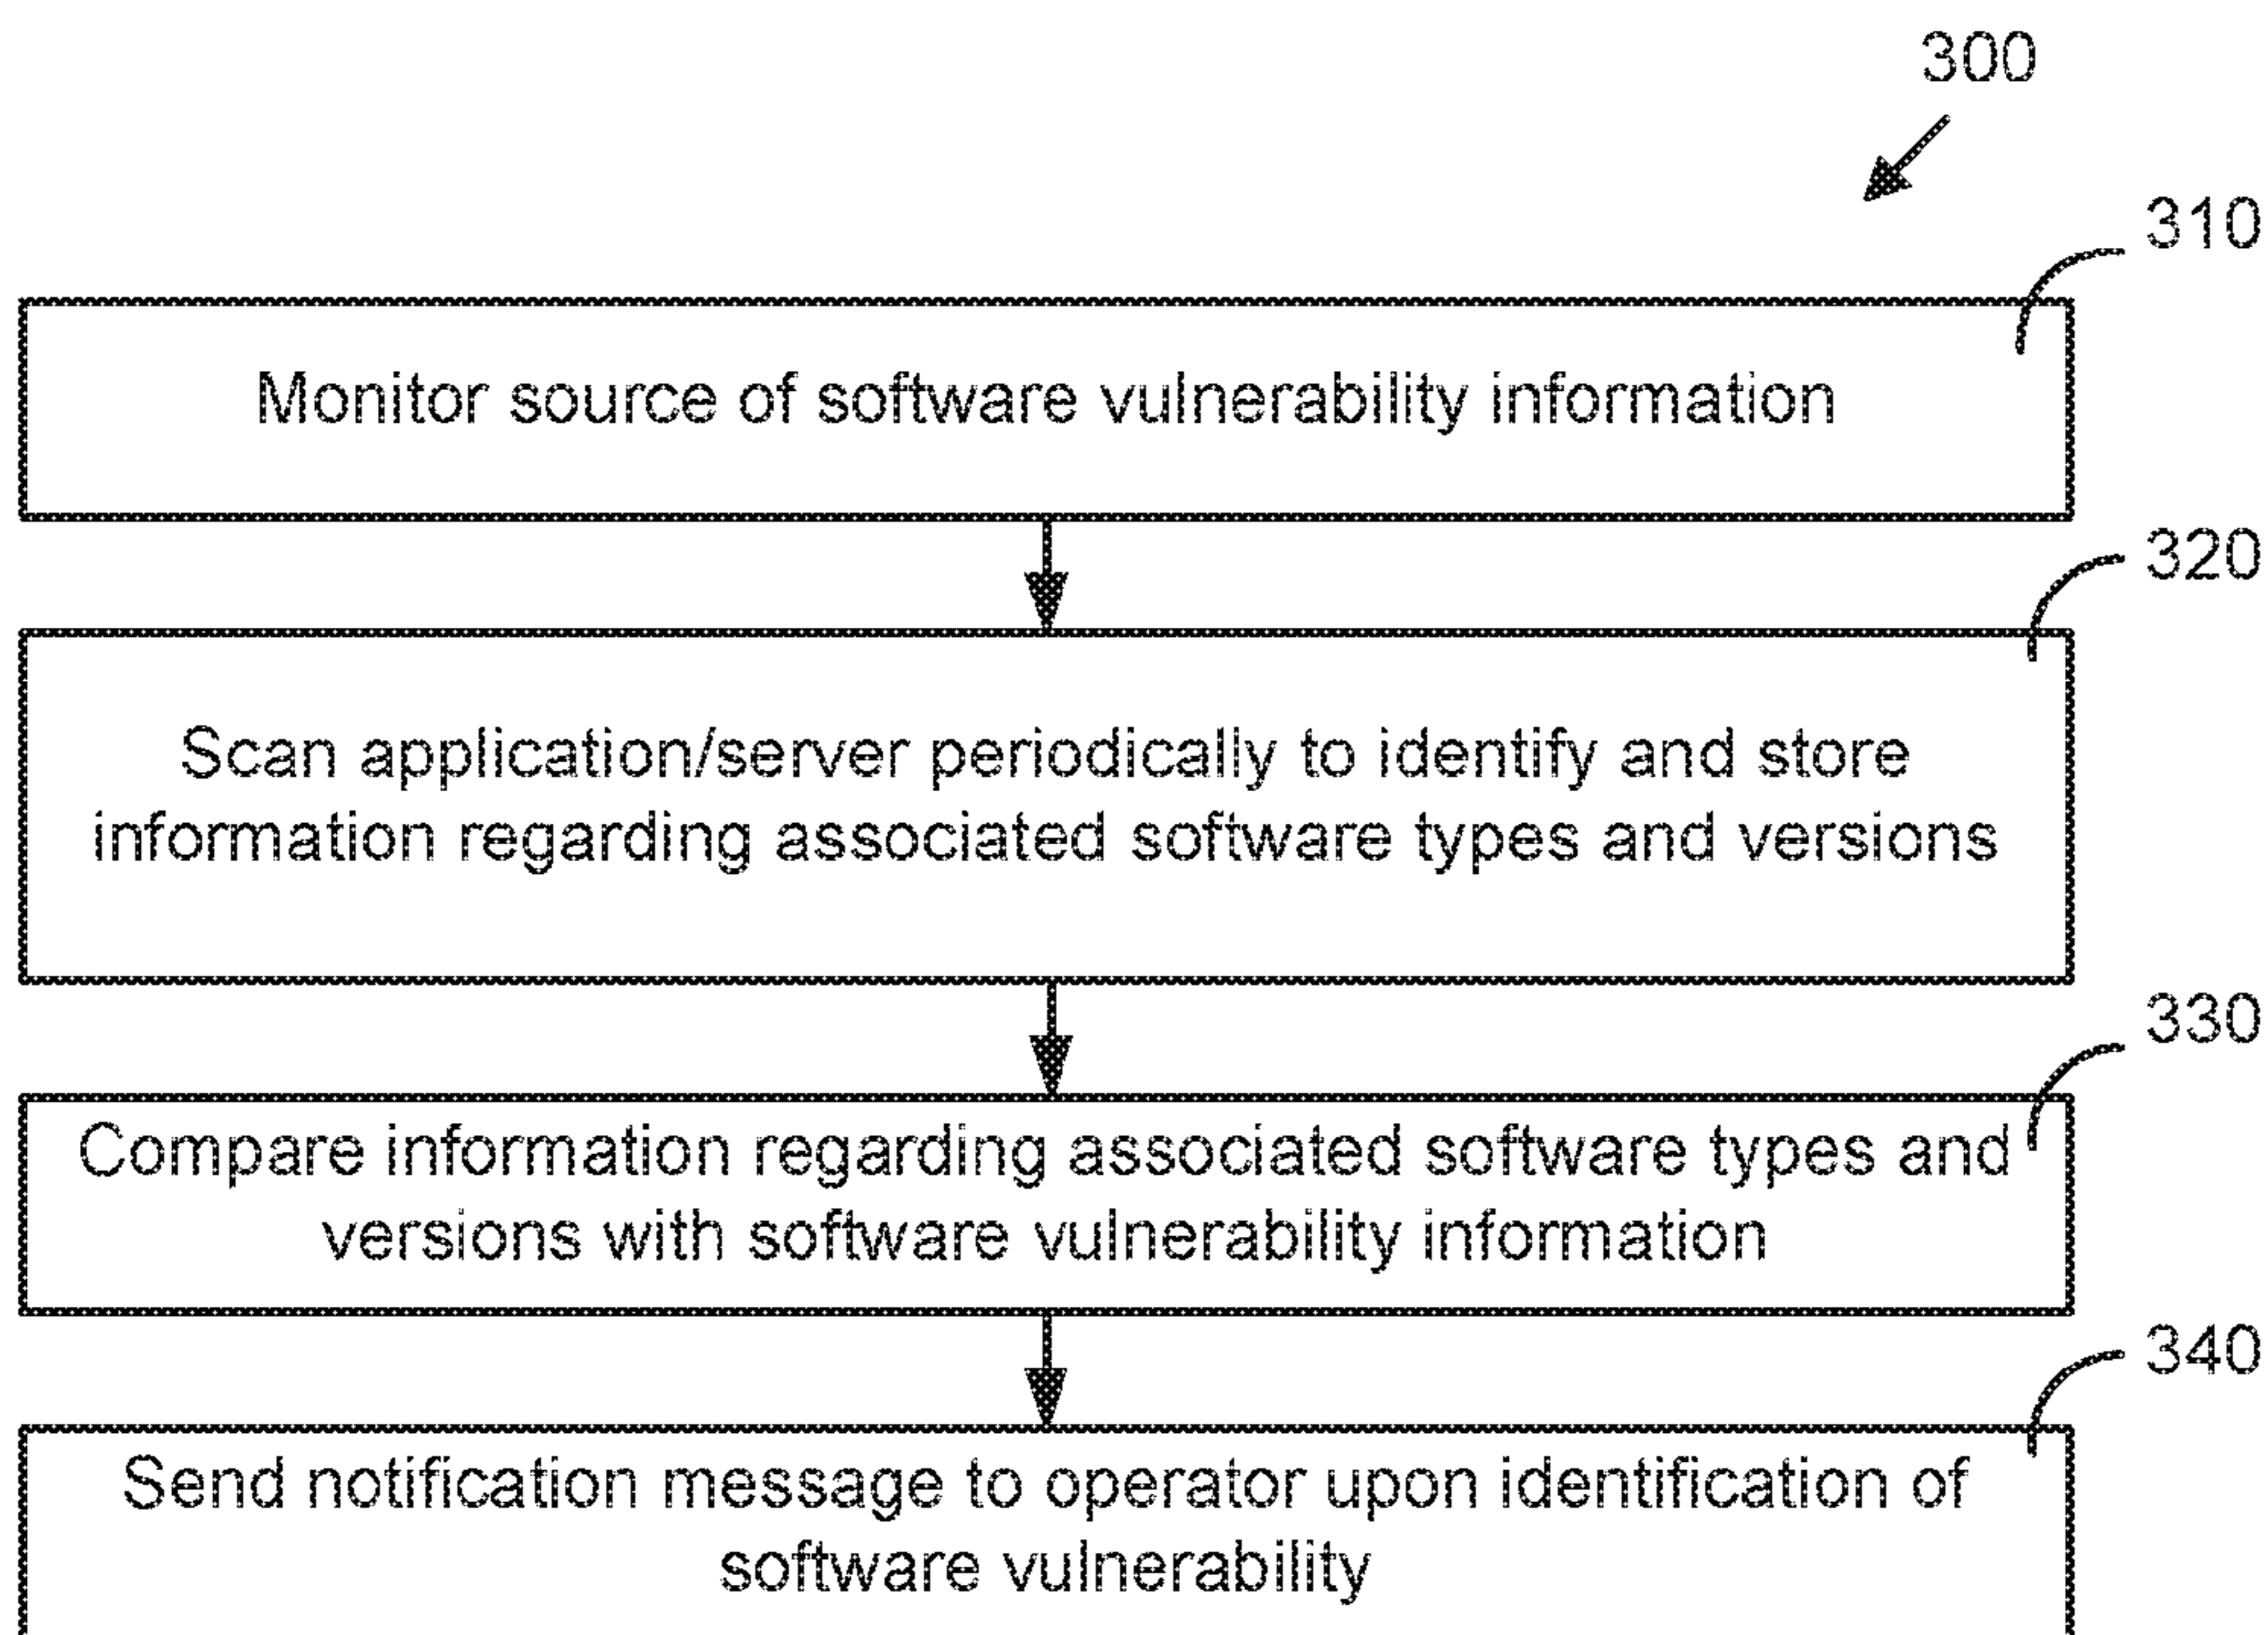 300
310
Monitor source of software vulnerability information
320
Scan application/server periodically to identify and store
information regarding associated software types and versions
330
Compare information regarding associated software types and
versions with software vulnerability information
340
Send notification message to operator upon identification of
software vulnerability